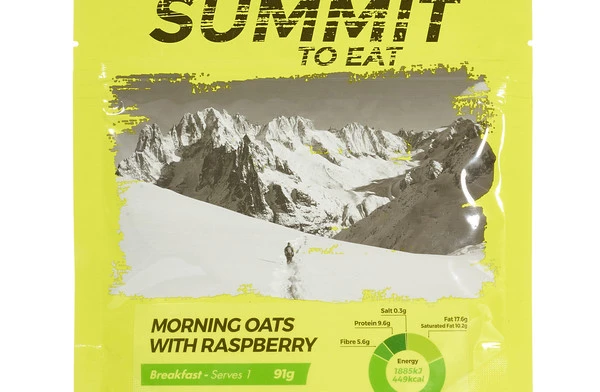 SUMMIT
TO EAT
MORNING OATS
WITH RASPBERRY
Breakfast - Serves 1 91g
Salt 0.3g
Protein 9.6g
Fibre 5.6g
Fat 17.6g
Saturated Fat 10.2g
Energy
1885kJ
449kcal